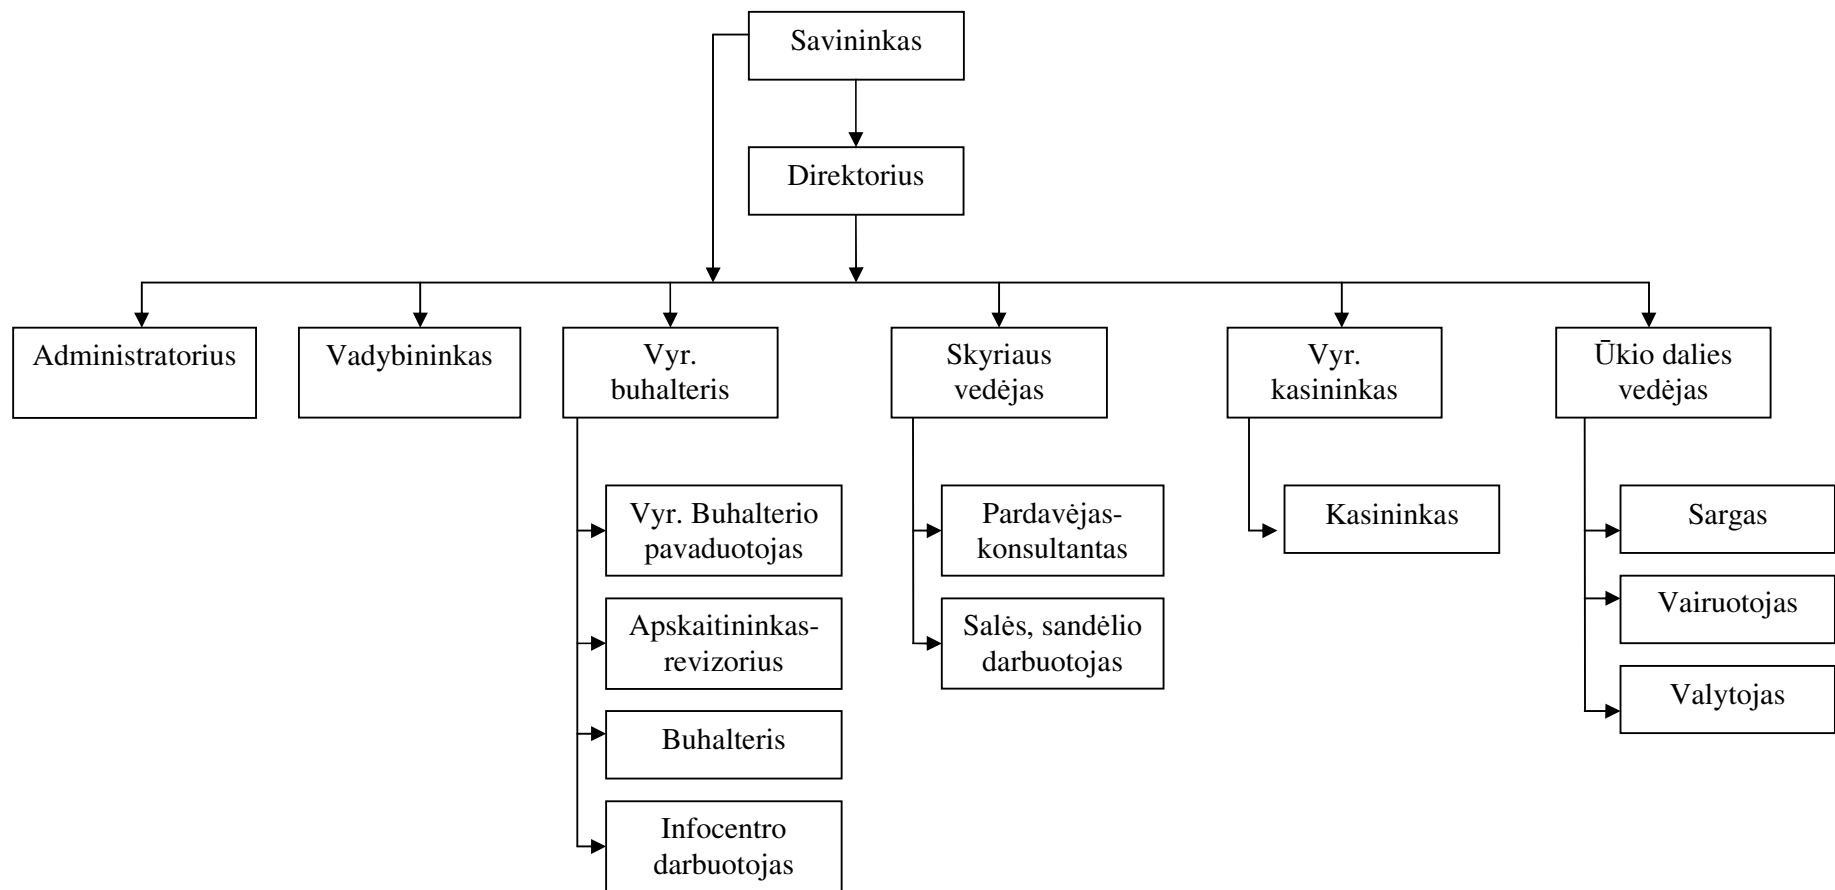 Savininkas
Direktorius
Administratorius
Vadybininkas
Vyr.
buhalteris
Skyriaus
vedėjas
Vyr.
kasininkas
Ūkio dalies
vedėjas
Vyr. Buhalterio
pavaduotojas
Apskaitininkas-
revizorius
Buhalteris
Infocentro
darbuotojas
Pardavėjas-
konsultantas
Salės, sandėlio
darbuotojas
Kasininkas
Sargas
Vairuotojas
Valytojas